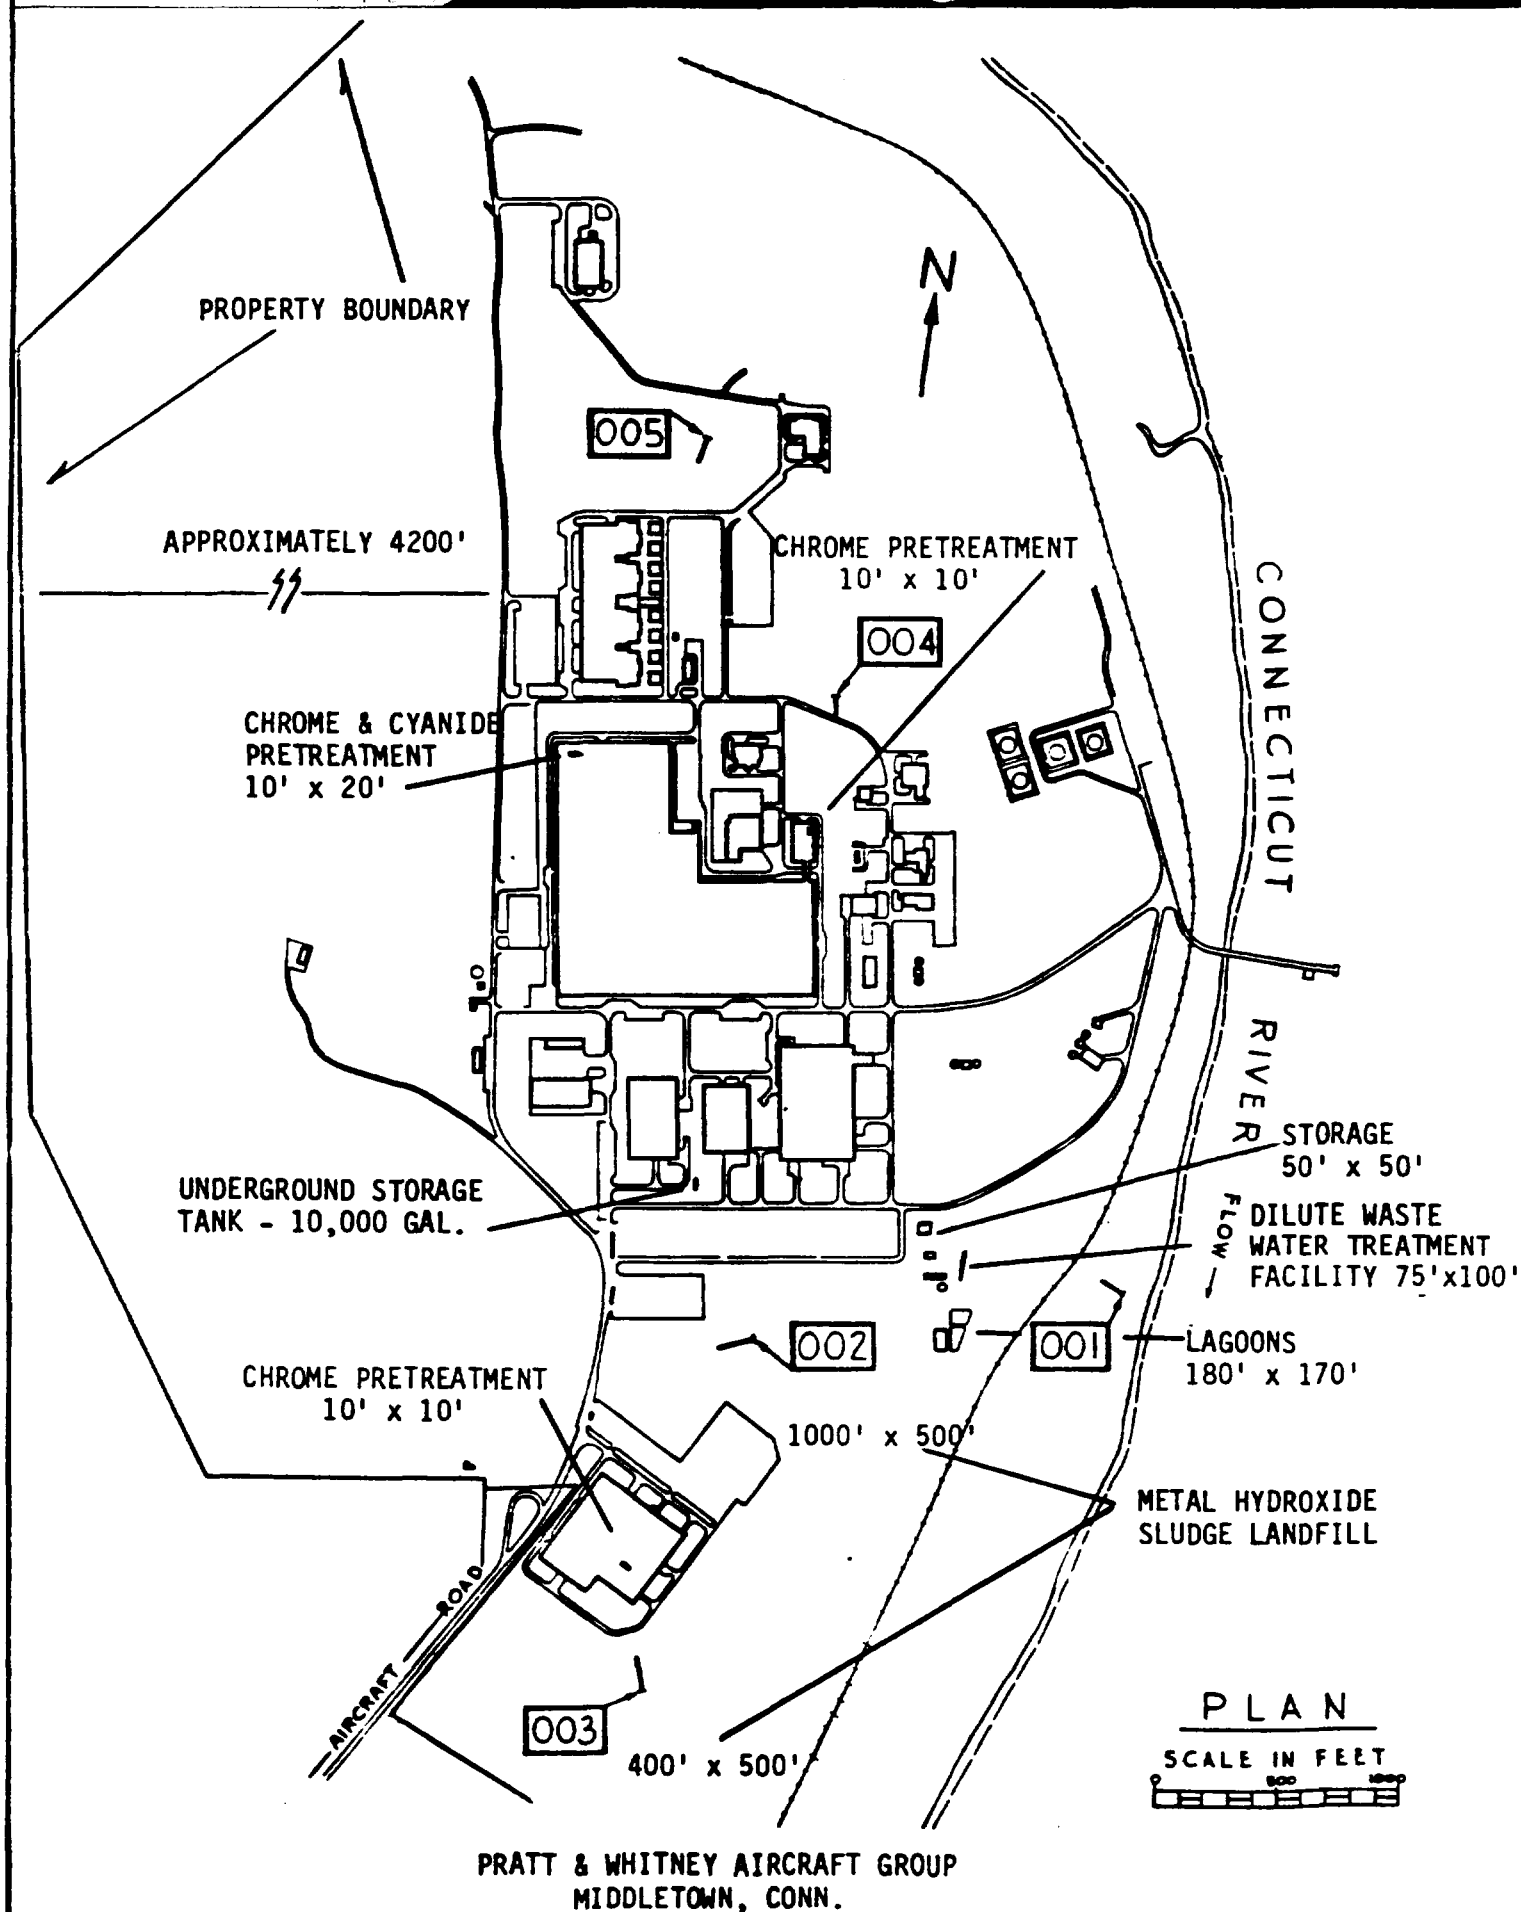 N
PROPERTY BOUNDARY
005
APPROXIMATELY 4200'
CHROME PRETREATMENT
10' x 10'
004
CONNECTICUT
RIVER
CHROME & CYANIDE
PRETREATMENT
10' x 20'
STORAGE
50' x 50'
UNDERGROUND STORAGE
TANK - 10,000 GAL.
FLOW
DILUTE WASTE
WATER TREATMENT
FACILITY 75'x100'
002
001
LAGOONS
180' x 170'
CHROME PRETREATMENT
10' x 10'
1000' x 500'
METAL HYDROXIDE
SLUDGE LANDFILL
AIRCRAFT ROAD
003
400' x 500'
PLAN
SCALE IN FEET
0 500 1000
PRATT & WHITNEY AIRCRAFT GROUP
MIDDLETOWN, CONN.